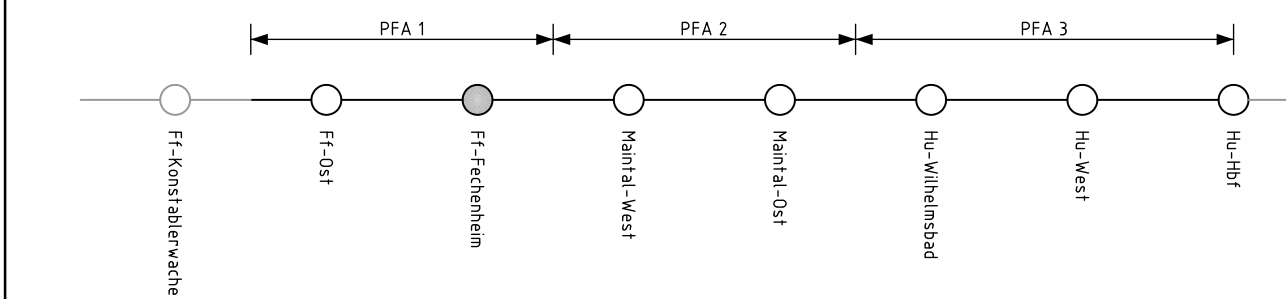 PFA 1
PFA 2
PFA 3
Ff-Konstablerwache
Ff-Ost
Ff-Fechenheim
Maintal-West
Maintal-Ost
Hu-Wilhelmsbad
Hu-West
Hu-Hbf